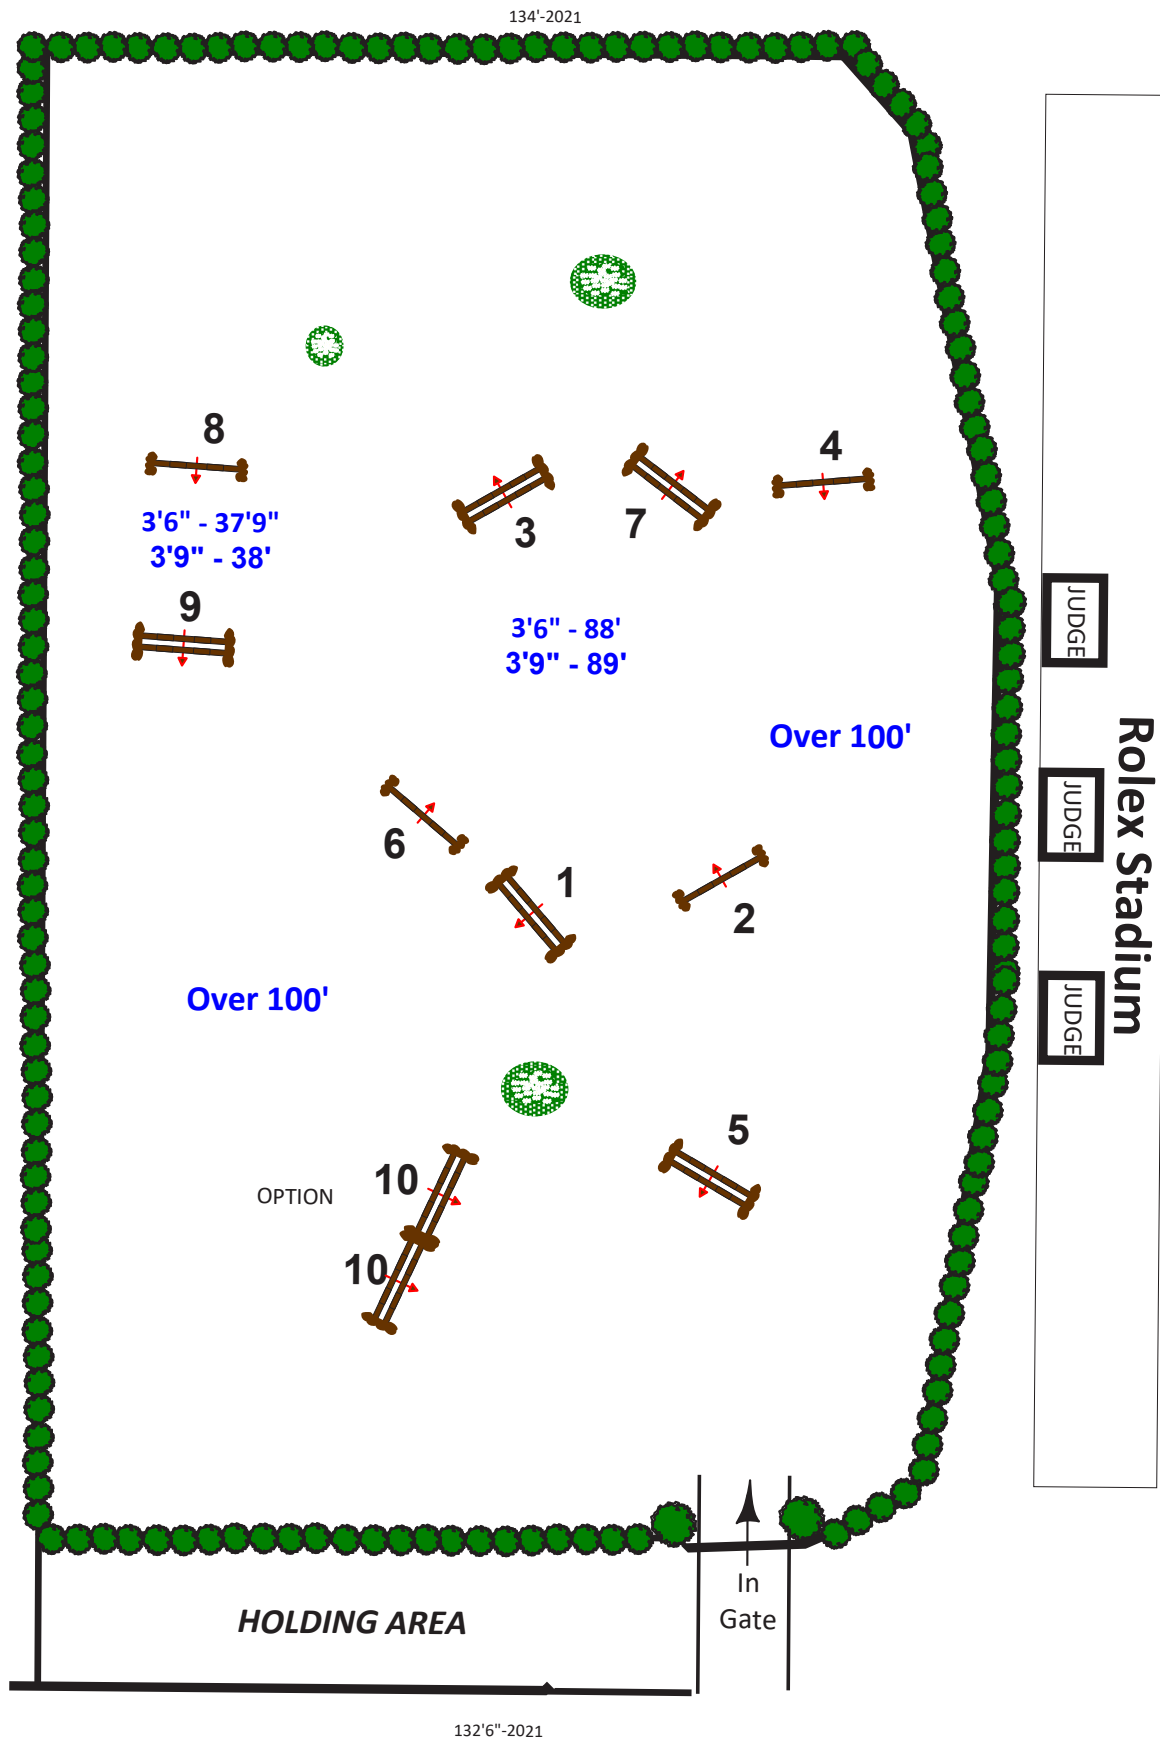 134'-2021
8
4
3
7
3'6" - 37'9"
3'9" - 38'
9
3'6" - 88'
3'9" - 89'
JUDGE
Over 100'
Rolex Stadium
JUDGE
6
1
2
Over 100'
JUDGE
5
10
OPTION
10
In
Gate
HOLDING AREA
132'6"-2021